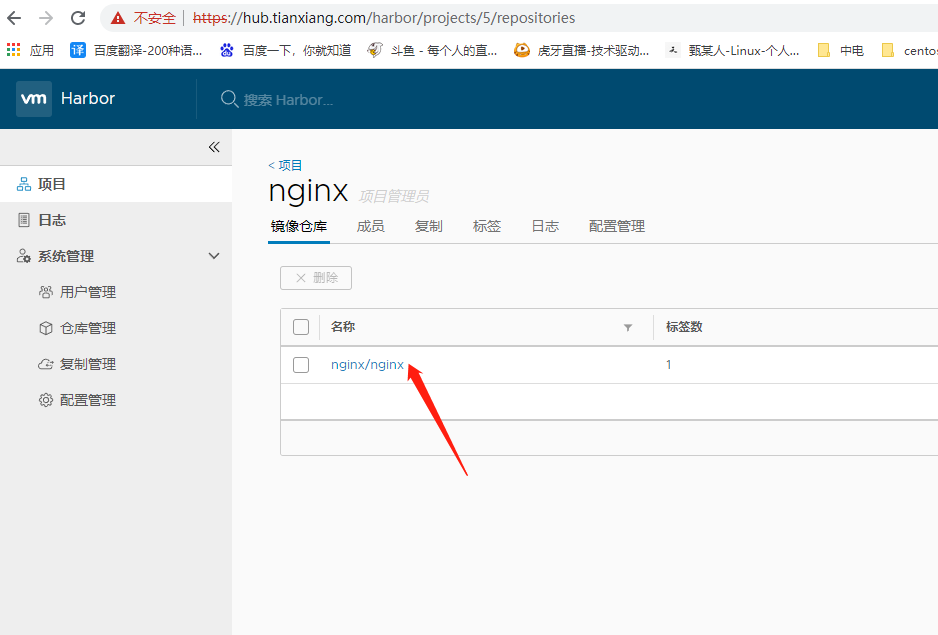 不安全 https://hub.tianxiang.com/harbor/projects/5/repositories
应用 译 百度翻译-200种语... 百度一下，你就知道 斗鱼 - 每个人的直... 虎牙直播-技术驱动... 甄某人-Linux-个人... 中电 centos
vm Harbor 搜索 Harbor...
< 项目
项目
nginx 项目管理员
日志
镜像仓库 成员 复制 标签 日志 配置管理
系统管理
用户管理
× 删除
仓库管理
名称 标签数
复制管理
nginx/nginx 1
配置管理